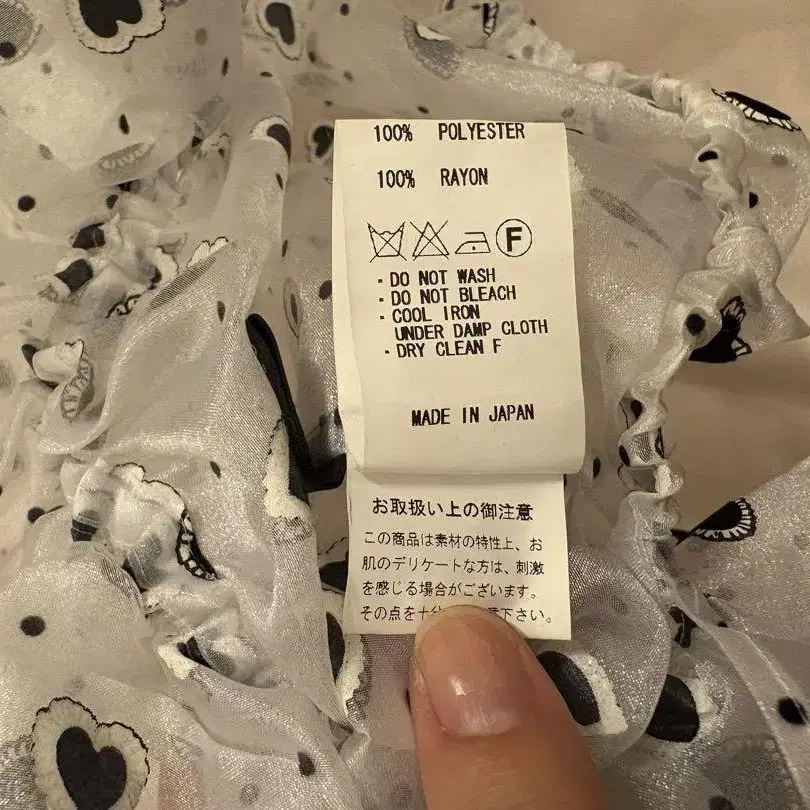 100% POLYESTER
100% RAYON
F
・DO NOT WASH
・DO NOT BLEACH
・COOL IRON
UNDER DAMP CLOTH
・DRY CLEAN F
MADE IN JAPAN
お取扱い上の御注意
この商品は素材の特性上、お
肌のデリケートな方は、刺激
を感じる場合がございます。
その点を十分 意下さい。